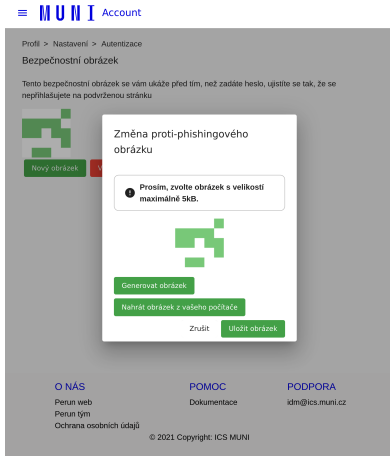 MUNI Account
Profil > Nastavení > Autentizace
Bezpečnostní obrázek
Tento bezpečnostní obrázek se vám ukáže před tím, než zadáte heslo, ujistíte se tak, že se
nepřihlašujete na podvrženou stránku
Nový obrázek
Změna proti-phishingového
obrázku
Prosím, zvolte obrázek s velikostí
maximálně 5kB.
Generovat obrázek
Nahrát obrázek z vašeho počítače
Zrušit Uložit obrázek
O NÁS POMOC PODPORA
Perun web Dokumentace idm@ics.muni.cz
Perun tým
Ochrana osobních údajů
© 2021 Copyright: ICS MUNI